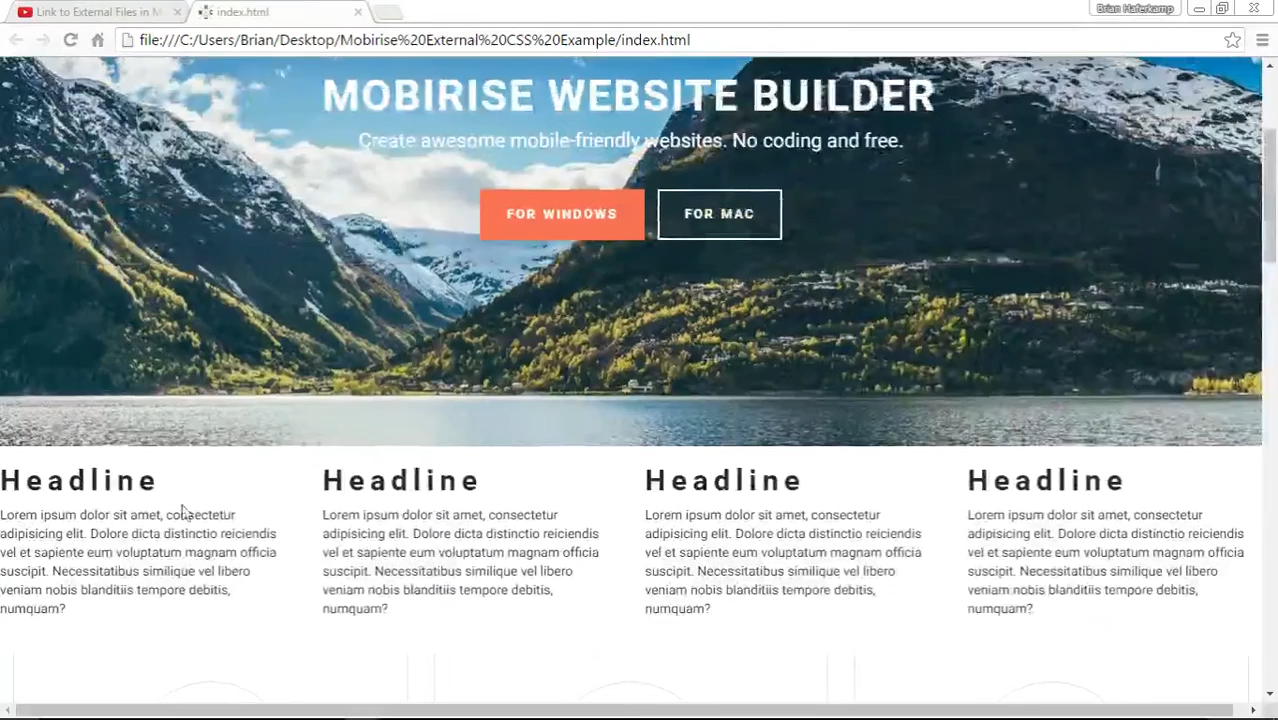 Link to External Files in M
index.html
Brian Haferkamp
file:///C:/Users/Brian/Desktop/Mobirise%20External%20CSS%20Example/index.html
MOBIRISE WEBSITE BUILDER
Create awesome mobile-friendly websites. No coding and free.
FOR WINDOWS
FOR MAC
Headline
Lorem ipsum dolor sit amet, consectetur
adipisicing elit. Dolore dicta distinctio reiciendis
vel et sapiente eum voluptatum magnam officia
suscipit. Necessitatibus similique vel libero
veniam nobis blanditiis tempore debitis,
numquam?
Headline
Lorem ipsum dolor sit amet, consectetur
adipisicing elit. Dolore dicta distinctio reiciendis
vel et sapiente eum voluptatum magnam officia
suscipit. Necessitatibus similique vel libero
veniam nobis blanditiis tempore debitis,
numquam?
Headline
Lorem ipsum dolor sit amet, consectetur
adipisicing elit. Dolore dicta distinctio reiciendis
vel et sapiente eum voluptatum magnam officia
suscipit. Necessitatibus similique vel libero
veniam nobis blanditiis tempore debitis,
numquam?
Headline
Lorem ipsum dolor sit amet, consectetur
adipisicing elit. Dolore dicta distinctio reiciendis
vel et sapiente eum voluptatum magnam officia
suscipit. Necessitatibus similique vel libero
veniam nobis blanditiis tempore debitis,
numquam?